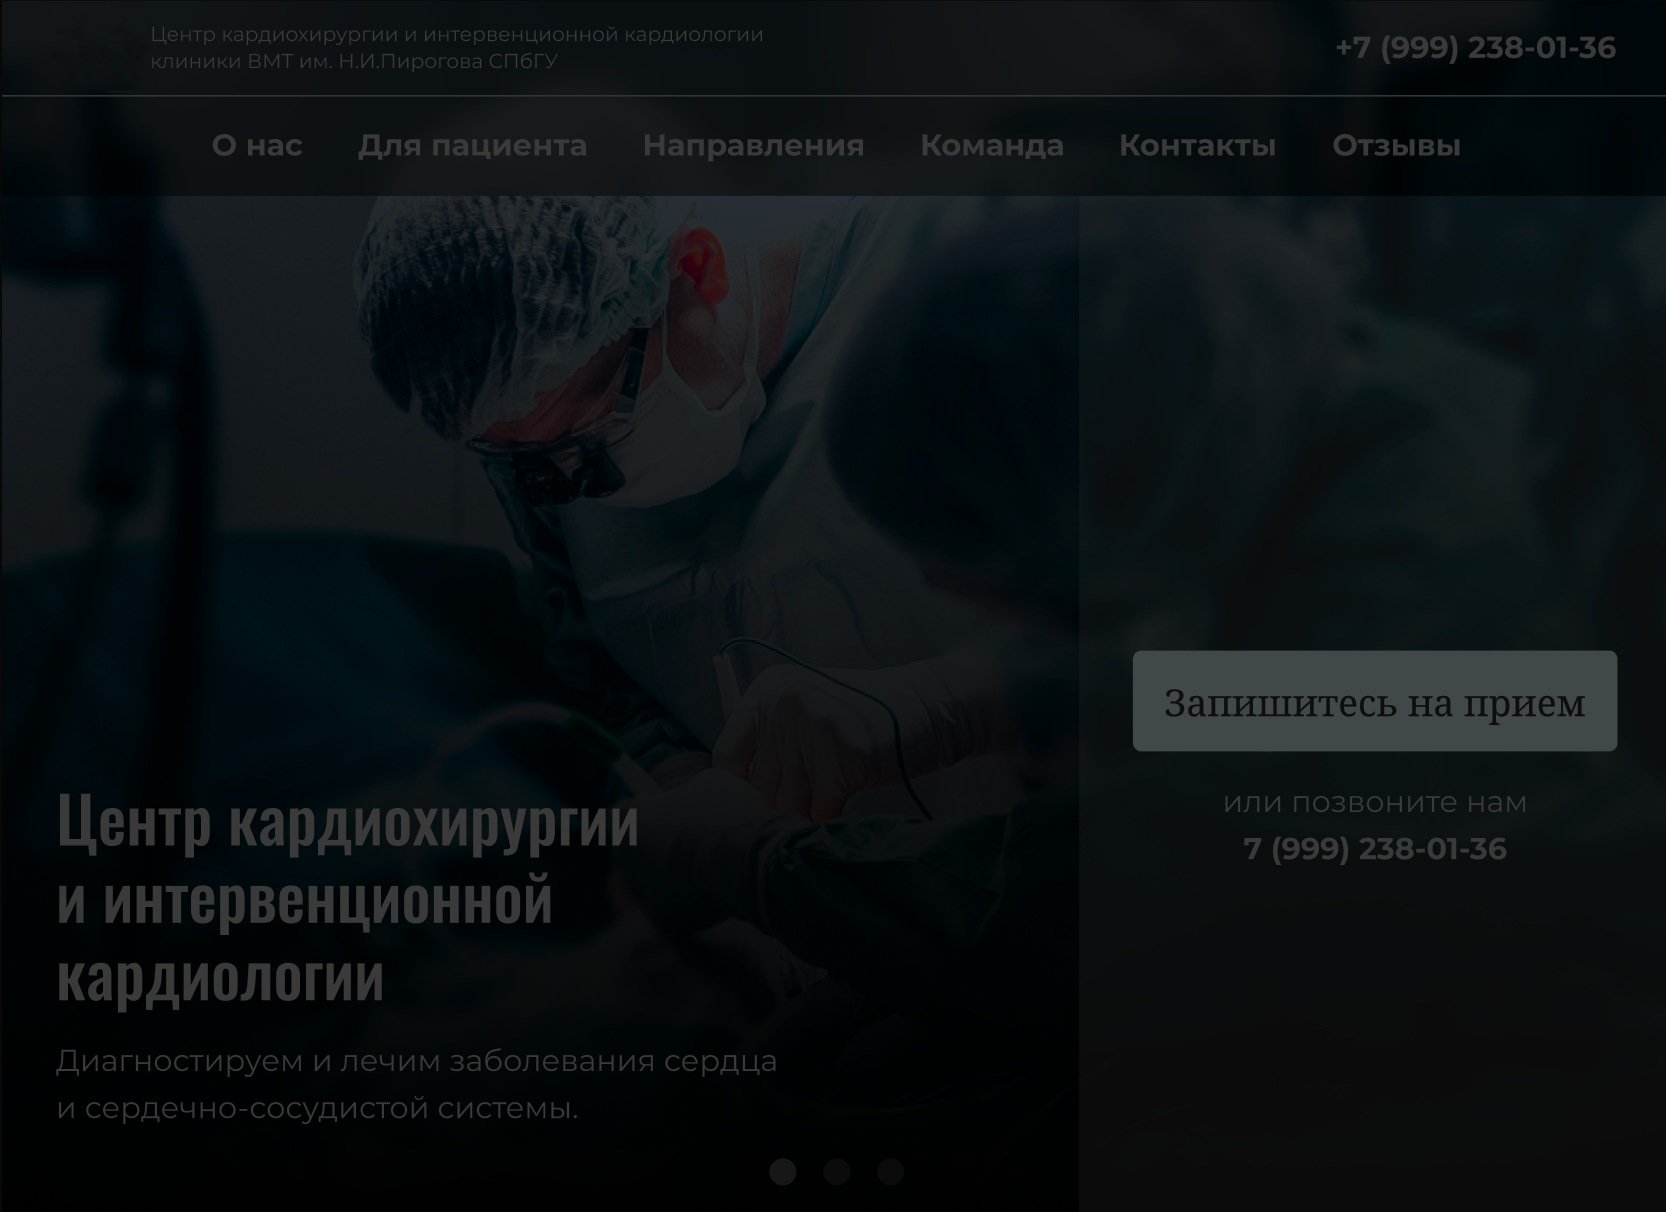 Центр кардиохирургии и интервенционной кардиологии
клиники ВМТ им. Н.И.Пирогова СПбГУ
+7 (999) 238-01-36
О нас Для пациента Направления Команда Контакты Отзывы
Запишитесь на прием
или позвоните нам
7 (999) 238-01-36
Центр кардиохирургии
и интервенционной
кардиологии
Диагностируем и лечим заболевания сердца
и сердечно-сосудистой системы.